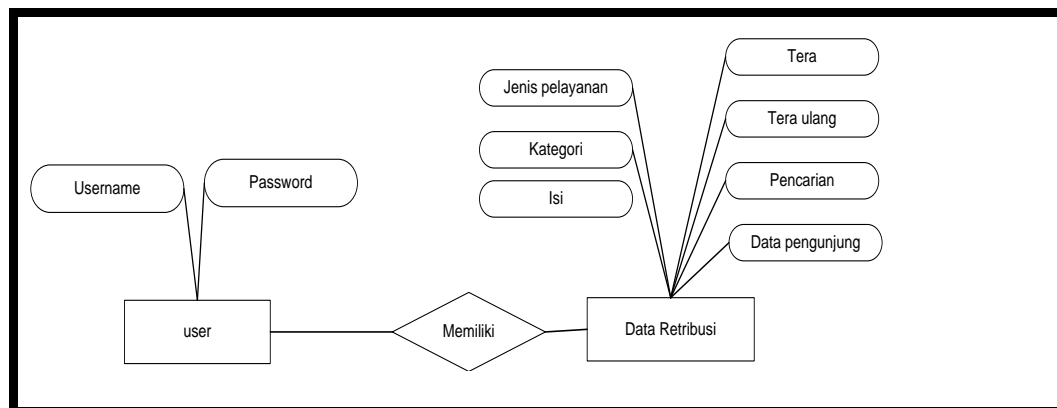 Tera
Jenis pelayanan
Tera ulang
Kategori
Username
Password
Pencarian
Isi
Data pengunjung
user
Memiliki
Data Retribusi